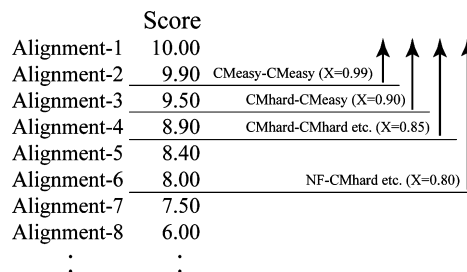 Score
Alignment-1 10.00
Alignment-2 9.90 CMeasy-CMeasy (X=0.99)
Alignment-3 9.50 CMhard-CMeasy (X=0.90)
Alignment-4 8.90 CMhard-CMhard etc. (X=0.85)
Alignment-5 8.40
Alignment-6 8.00 NF-CMhard etc. (X=0.80)
Alignment-7 7.50
Alignment-8 6.00
. .
. .